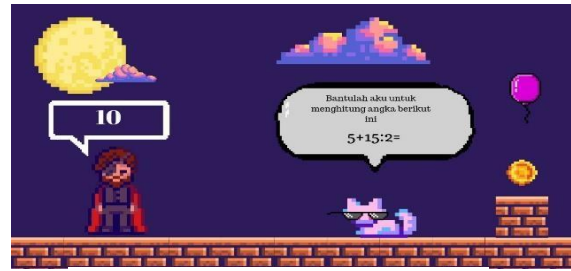 10
Bantulah aku untuk
menghitung angka berikut
ini
5+15:2=